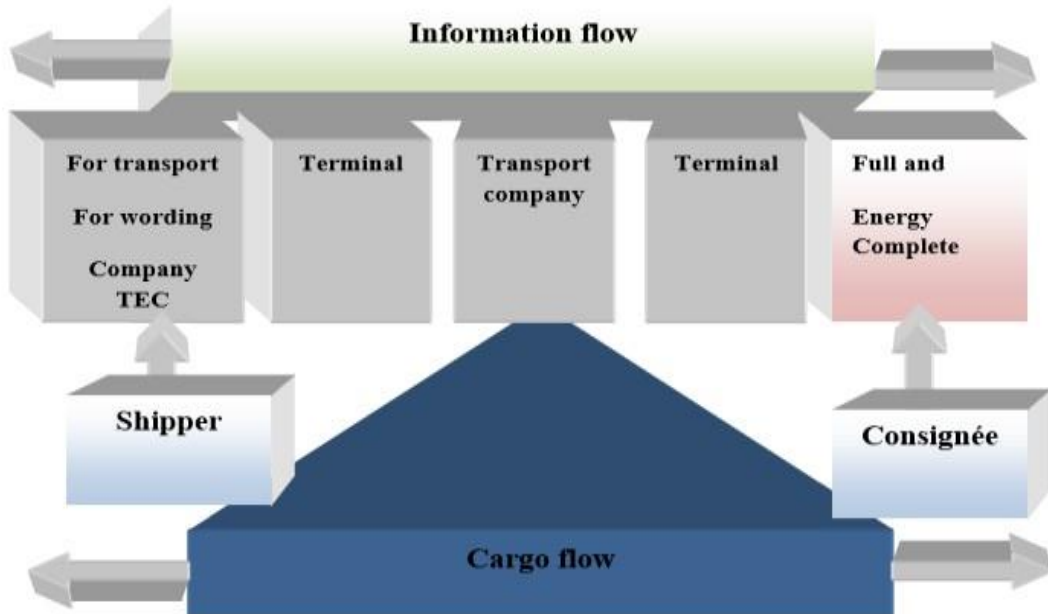 Information flow
For transport
For wording
Company
TEC
Terminal
Transport
company
Terminal
Full and
Energy
Complete
Shipper
Consignée
Cargo flow